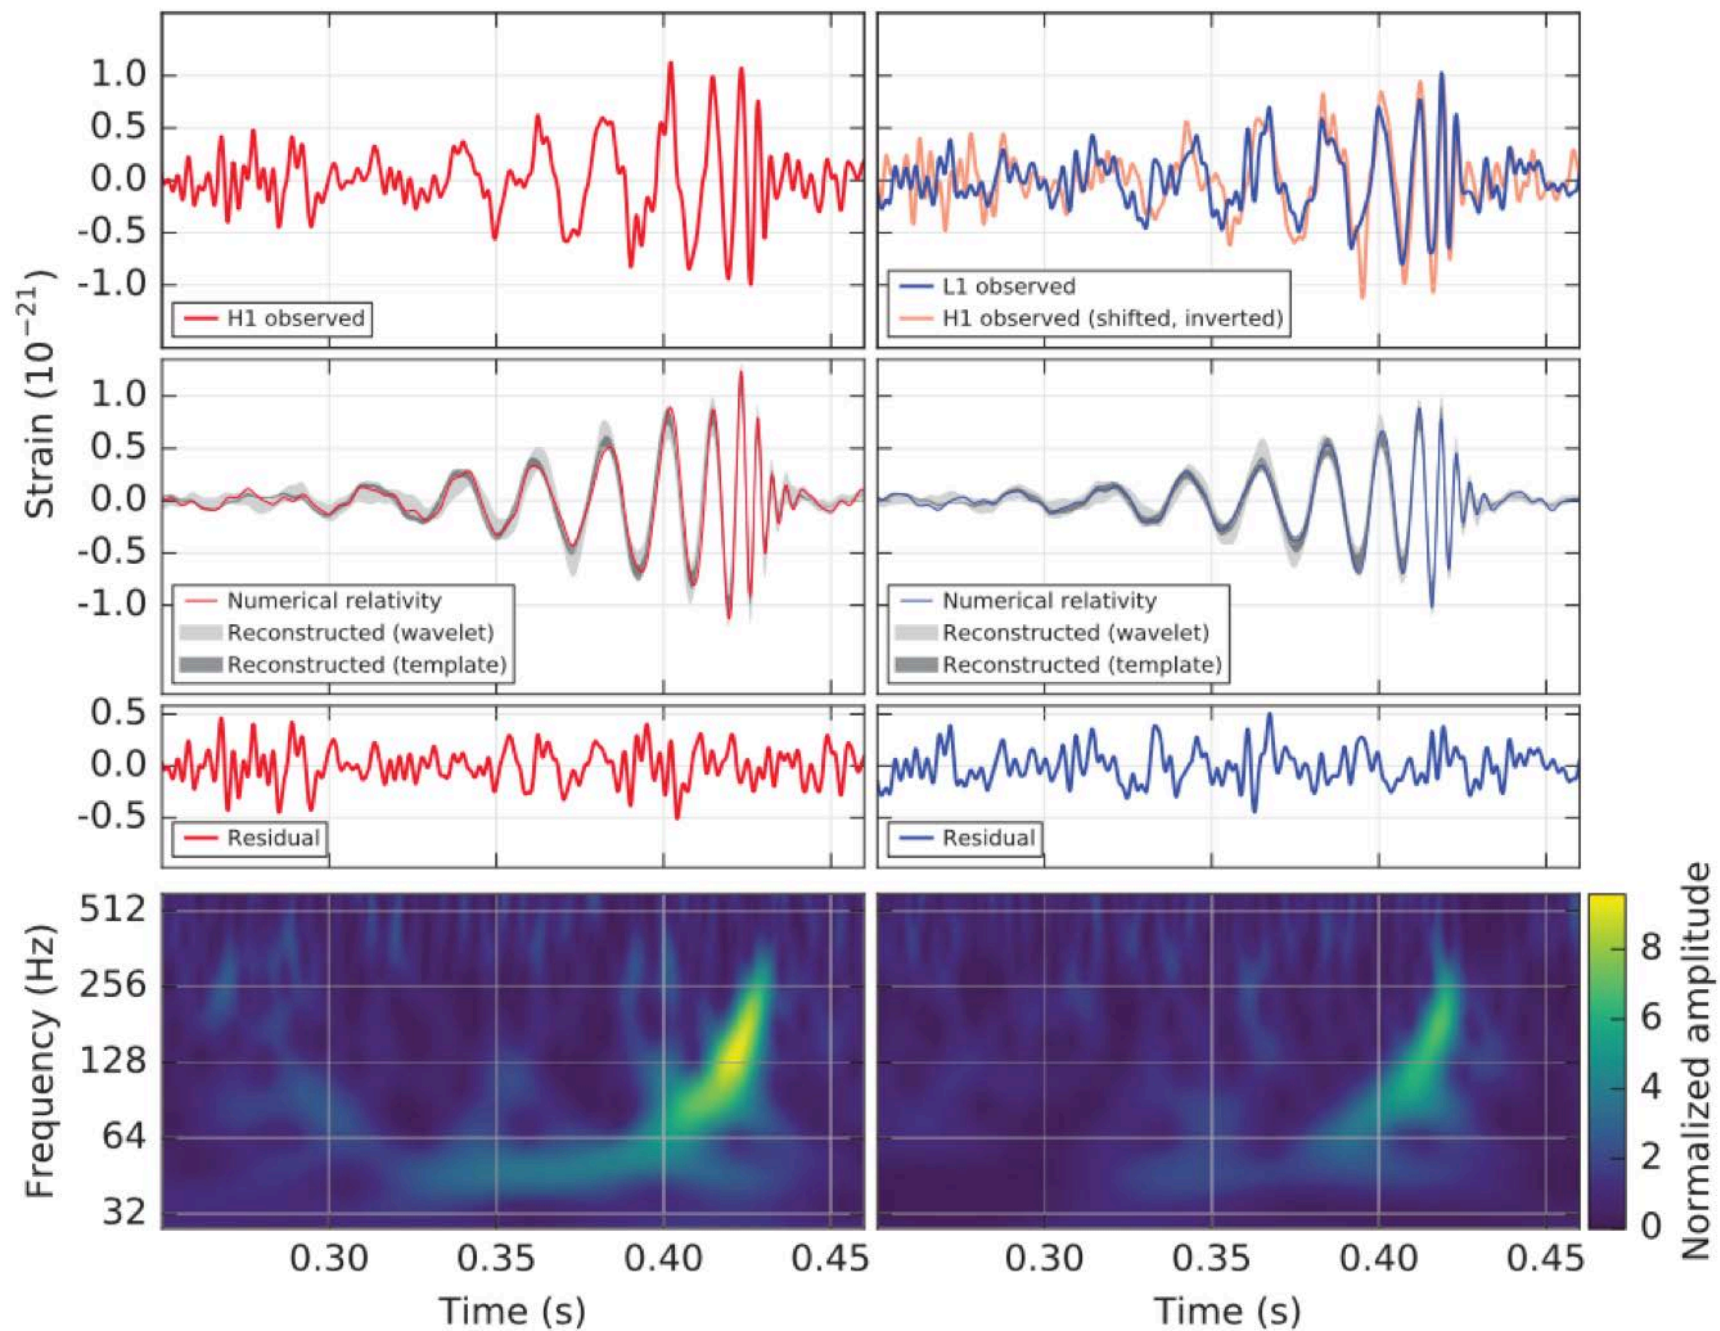 1.0
0.5
0.0
-0.5
-1.0
H1 observed
L1 observed
H1 observed (shifted, inverted)
Strain (10⁻²¹)
1.0
0.5
0.0
-0.5
-1.0
Numerical relativity
Reconstructed (wavelet)
Reconstructed (template)
Numerical relativity
Reconstructed (wavelet)
Reconstructed (template)
0.5
0.0
-0.5
Residual
Residual
Frequency (Hz)
512
256
128
64
32
0.30
0.35
0.40
0.45
Time (s)
0.30
0.35
0.40
0.45
Time (s)
8
6
4
2
0
Normalized amplitude